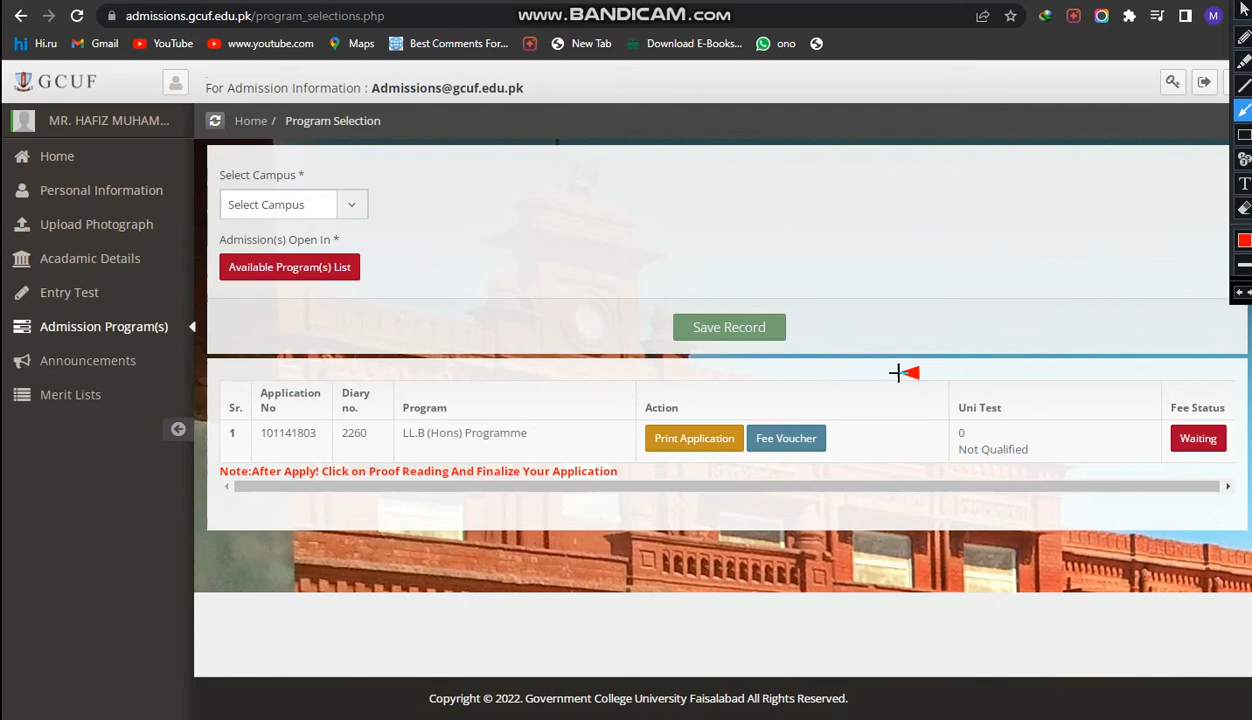 admissions.gcuf.edu.pk/program_selections.php
www.BANDICAM.com
M
hi Hi.ru
Gmail
YouTube
www.youtube.com
Maps
Best Comments For...
New Tab
Download E-Books...
ono
GCUF
For Admission Information : Admissions@gcuf.edu.pk
MR. HAFIZ MUHAM...
Home / Program Selection
Home
Personal Information
Upload Photograph
Acadamic Details
Entry Test
Admission Program(s)
Announcements
Merit Lists
Select Campus *
Select Campus
Admission(s) Open In *
Available Program(s) List
Save Record
Sr. Application No Diary no. Program Action Uni Test Fee Status
1 101141803 2260 LL.B (Hons) Programme Print Application Fee Voucher 0 Not Qualified Waiting
Note:After Apply! Click on Proof Reading And Finalize Your Application
Copyright © 2022. Government College University Faisalabad All Rights Reserved.
T